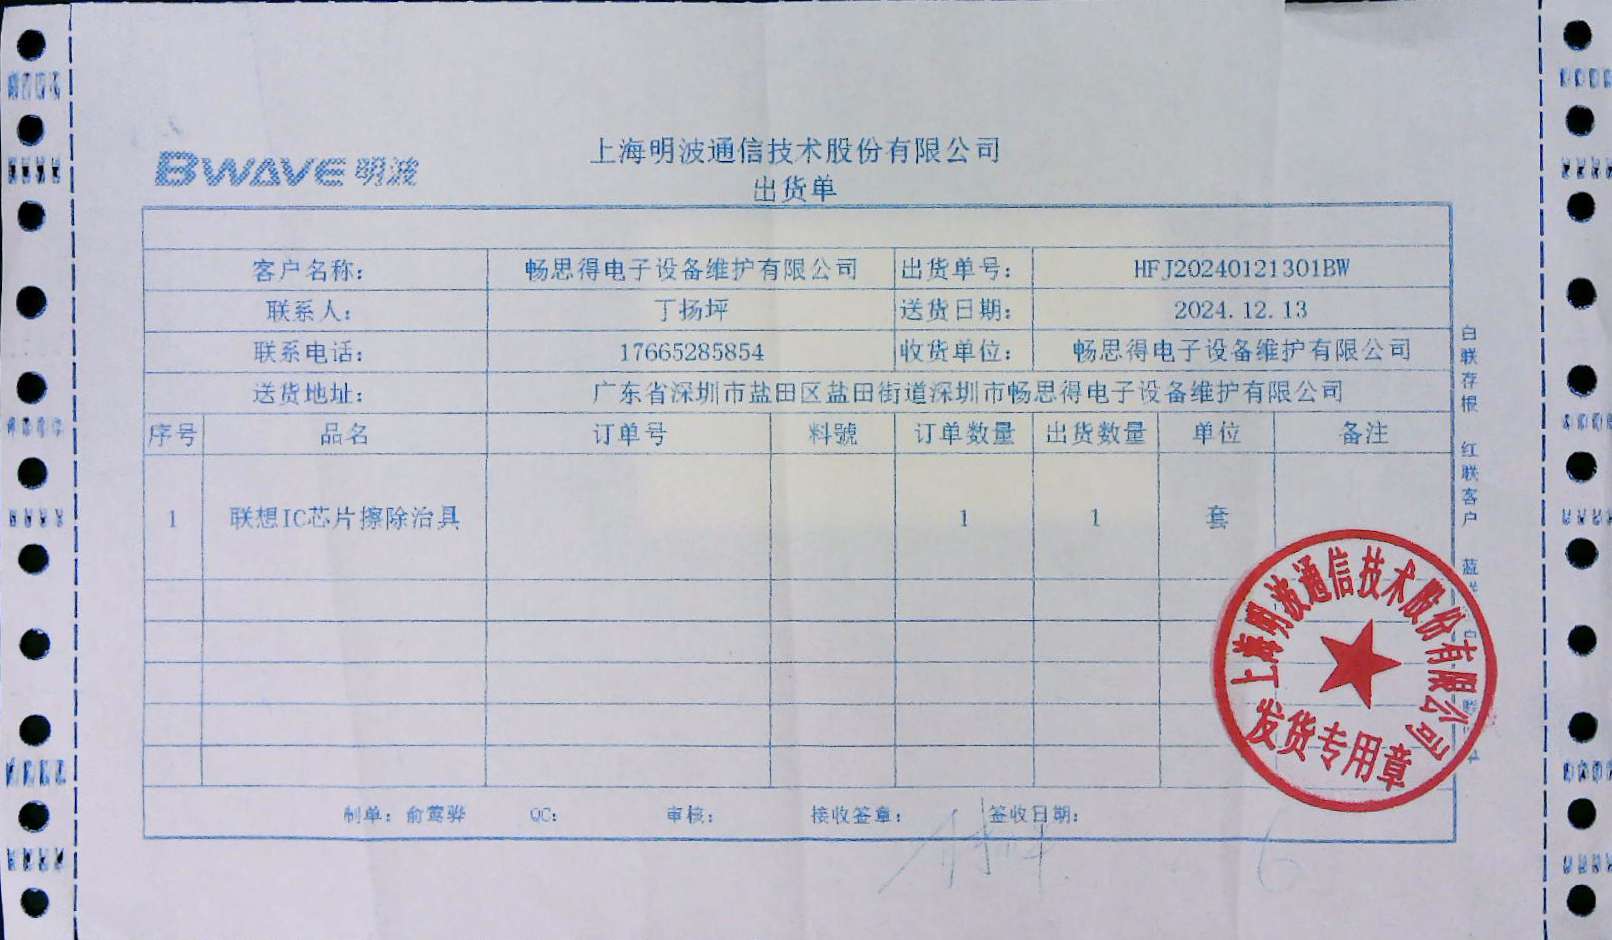 BWAVE 明波
上海明波通信技术股份有限公司
出货单
客户名称： 畅思得电子设备维护有限公司 出货单号： HFJ20240121301BW
联系人： 丁扬坪 送货日期： 2024.12.13
联系电话： 17665285854 收货单位： 畅思得电子设备维护有限公司
送货地址： 广东省深圳市盐田区盐田街道深圳市畅思得电子设备维护有限公司
序号 品名 订单号 料號 订单数量 出货数量 单位 备注
1 联想IC芯片擦除治具 1 1 套
制单：俞莺骅 QC： 审核： 接收签章： 签收日期：
白联存根 红联客户 蓝
上海明波通信技术股份有限公司
发货专用章